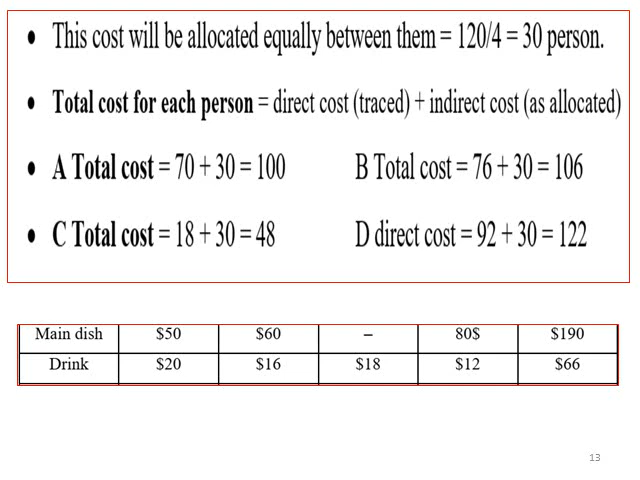 • This cost will be allocated equally between them = 120/4 = 30 person.
• Total cost for each person = direct cost (traced) + indirect cost (as allocated)
• A Total cost = 70 + 30 = 100 B Total cost = 76 + 30 = 106
• C Total cost = 18 + 30 = 48 D direct cost = 92 + 30 = 122
Main dish $50 $60 – 80$ $190
Drink $20 $16 $18 $12 $66
13